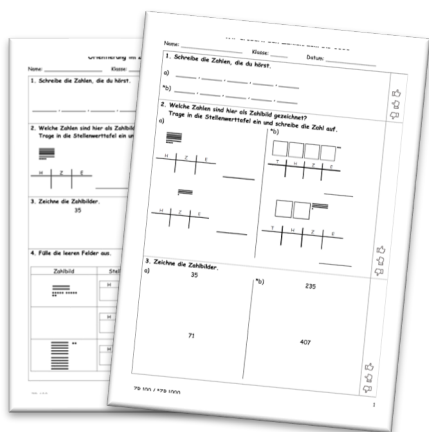 Orientierung im
Name: Klasse:
1. Schreibe die Zahlen, die du hörst.
2. Welche Zahlen sind hier als Zahlbild
Trage in die Stellenwerttafel ein un
H Z E
3. Zeichne die Zahlbilder.
35
4. Fülle die leeren Felder aus.
Zahlbild Stel
H
H
H
Name: Klasse: Datum:
1. Schreibe die Zahlen, die du hörst.
a)
*b)
2. Welche Zahlen sind hier als Zahlbild gezeichnet?
Trage in die Stellenwerttafel ein und schreibe die Zahl auf.
a) *b)
H Z E
T H Z E
H Z E
T H Z E
3. Zeichne die Zahlbilder.
a) 35 *b) 235
71 407
ZR 100 / *ZR 1000 1